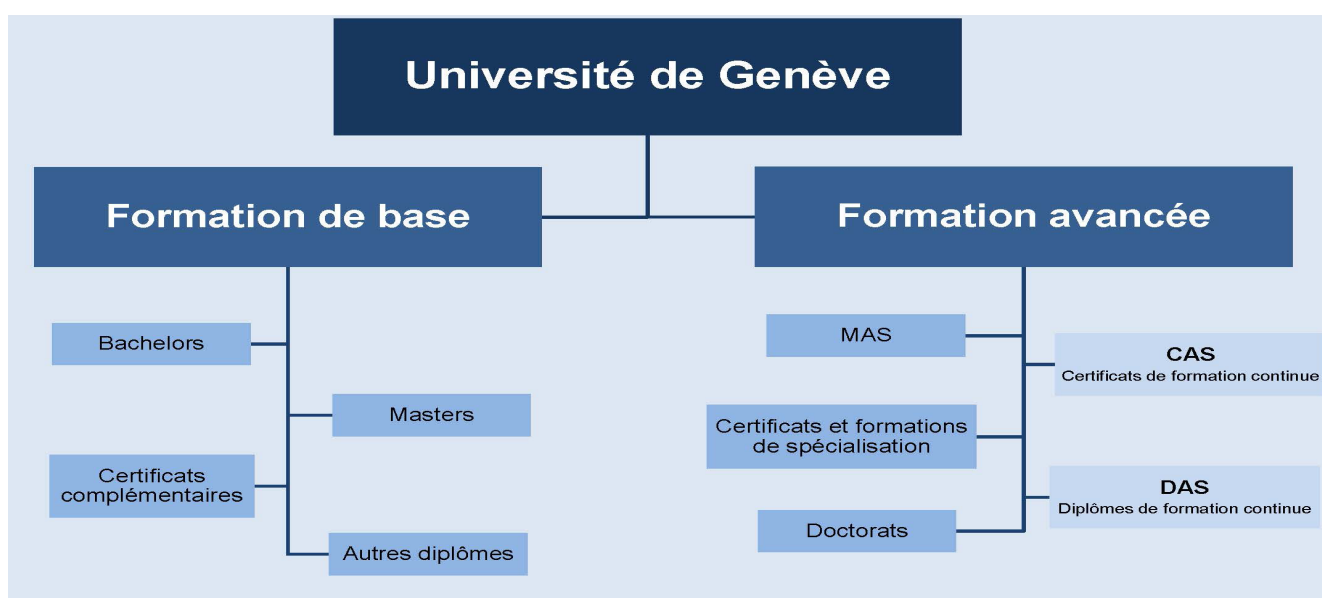 Université de Genève
Formation de base
Formation avancée
Bachelors
Masters
Certificats
complémentaires
Autres diplômes
MAS
CAS
Certificats de formation continue
Certificats et formations
de spécialisation
DAS
Diplômes de formation continue
Doctorats